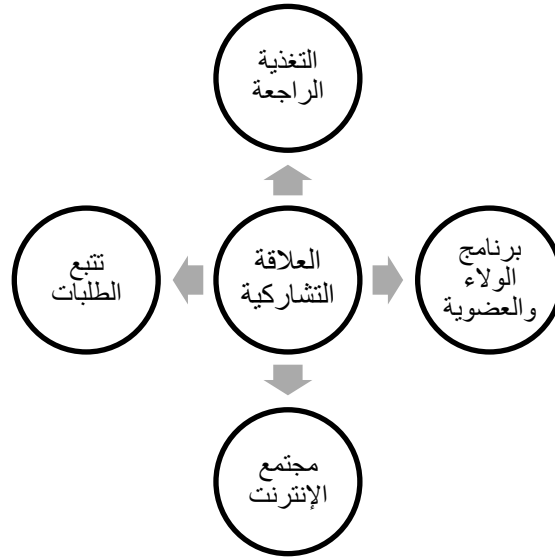 التغذية
الراجعة
برنامج
الولاء
والعضوية
العلاقة
التشاركية
تتبع
الطلبات
مجتمع
الإنترنت